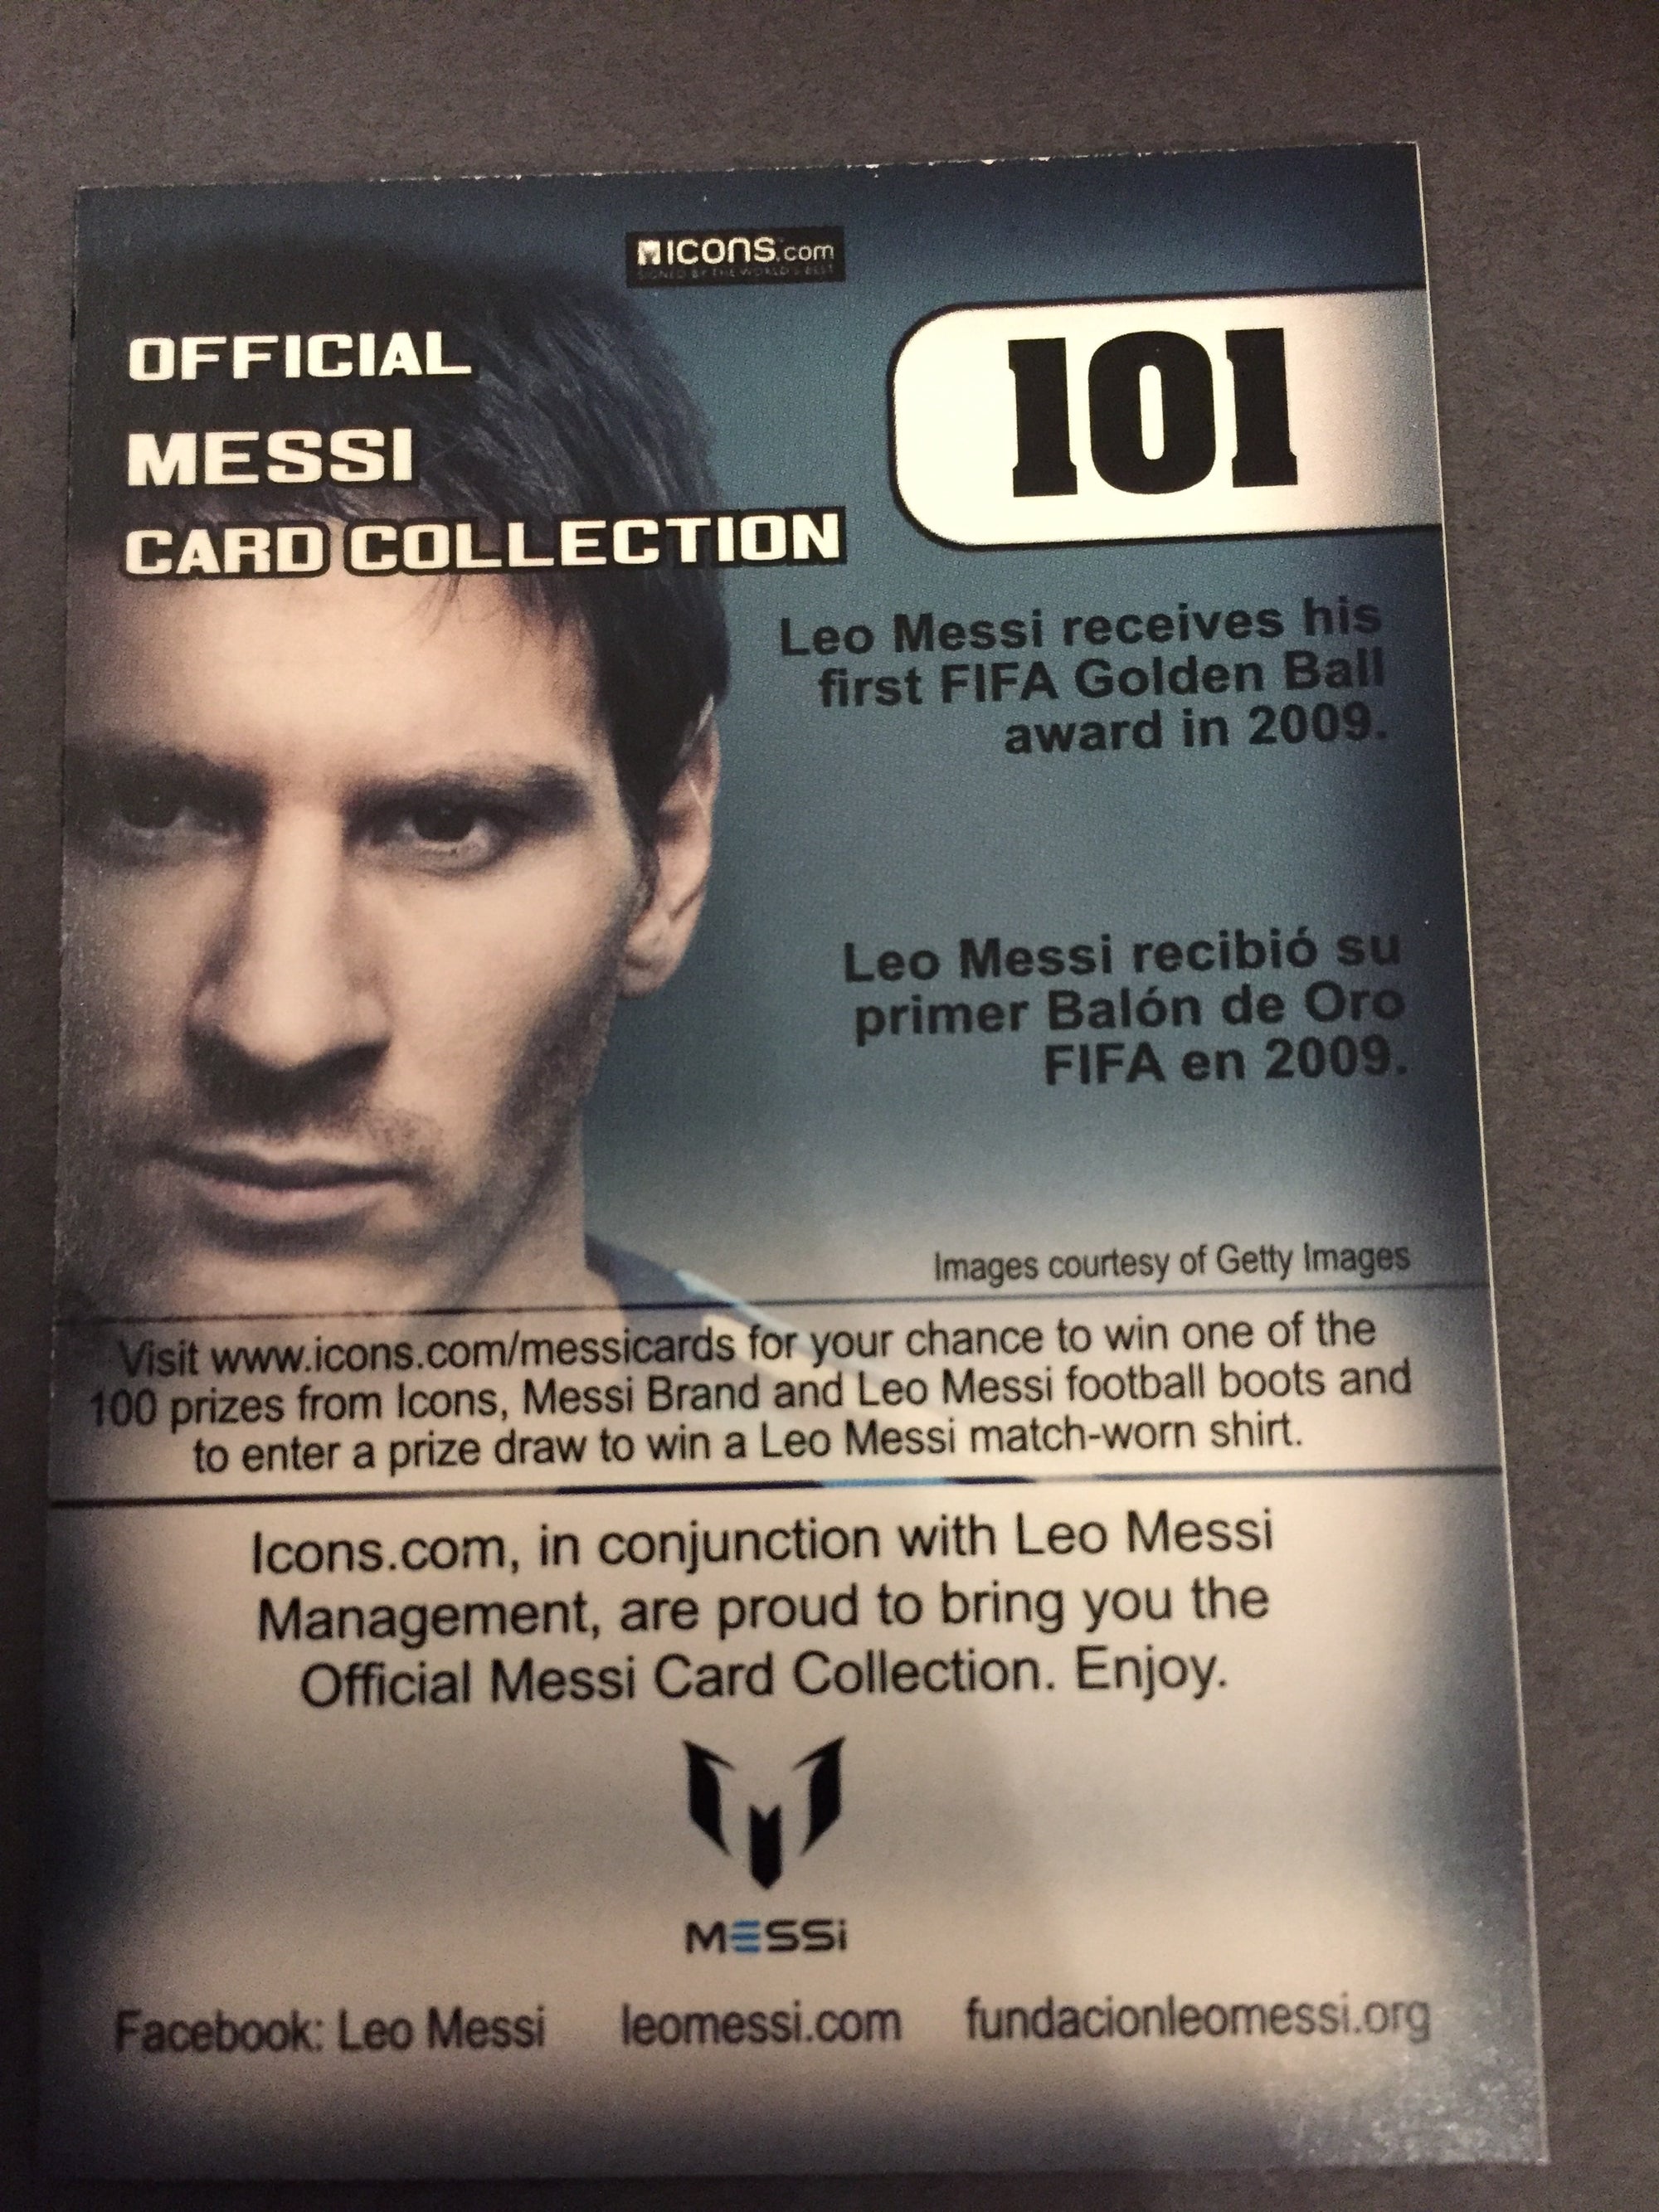 ICONS.com
SIGNED BY THE WORLD'S BEST
OFFICIAL
MESSI
CARD COLLECTION
101
Leo Messi receives his
first FIFA Golden Ball
award in 2009.
Leo Messi recibió su
primer Balón de Oro
FIFA en 2009.
Images courtesy of Getty Images
Visit www.icons.com/messicards for your chance to win one of the
100 prizes from Icons, Messi Brand and Leo Messi football boots and
to enter a prize draw to win a Leo Messi match-worn shirt.
Icons.com, in conjunction with Leo Messi
Management, are proud to bring you the
Official Messi Card Collection. Enjoy.
MESSi
Facebook: Leo Messi leomessi.com fundacionleomessi.org